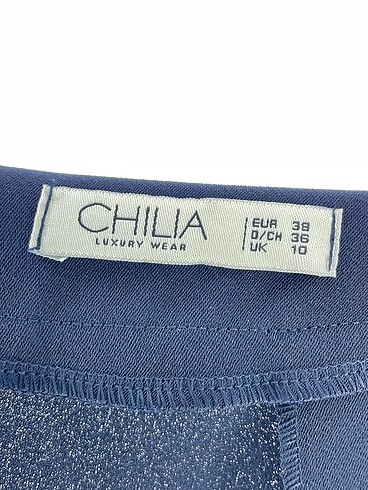 CHILIA
LUXURY WEAR
EUR 38
D/CH 36
UK 10